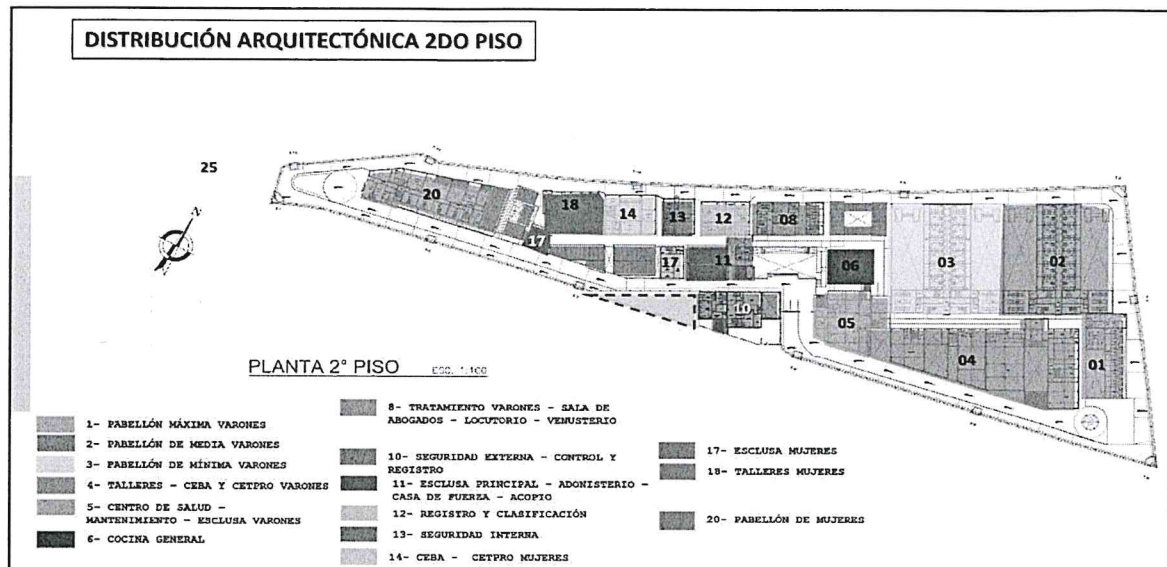 DISTRIBUCIÓN ARQUITECTÓNICA 2DO PISO
25
N
20
18
14
13
12
08
17
17
11
06
03
02
10
05
04
01
PLANTA 2° PISO
ESC. 1:100
1- PABELLÓN MÁXIMA VARONES
2- PABELLÓN DE MEDIA VARONES
3- PABELLÓN DE MÍNIMA VARONES
4- TALLERES - CEBA Y CETPRO VARONES
5- CENTRO DE SALUD -
MANTENIMIENTO - ESCLUSA VARONES
6- COCINA GENERAL
8- TRATAMIENTO VARONES - SALA DE
ABOGADOS - LOCUTORIO - VENUSTERIO
10- SEGURIDAD EXTERNA - CONTROL Y
REGISTRO
11- ESCLUSA PRINCIPAL - ADONISTERIO -
CASA DE FUERZA - ACOPIO
12- REGISTRO Y CLASIFICACIÓN
13- SEGURIDAD INTERNA
14- CEBA - CETPRO MUJERES
17- ESCLUSA MUJERES
18- TALLERES MUJERES
20- PABELLÓN DE MUJERES